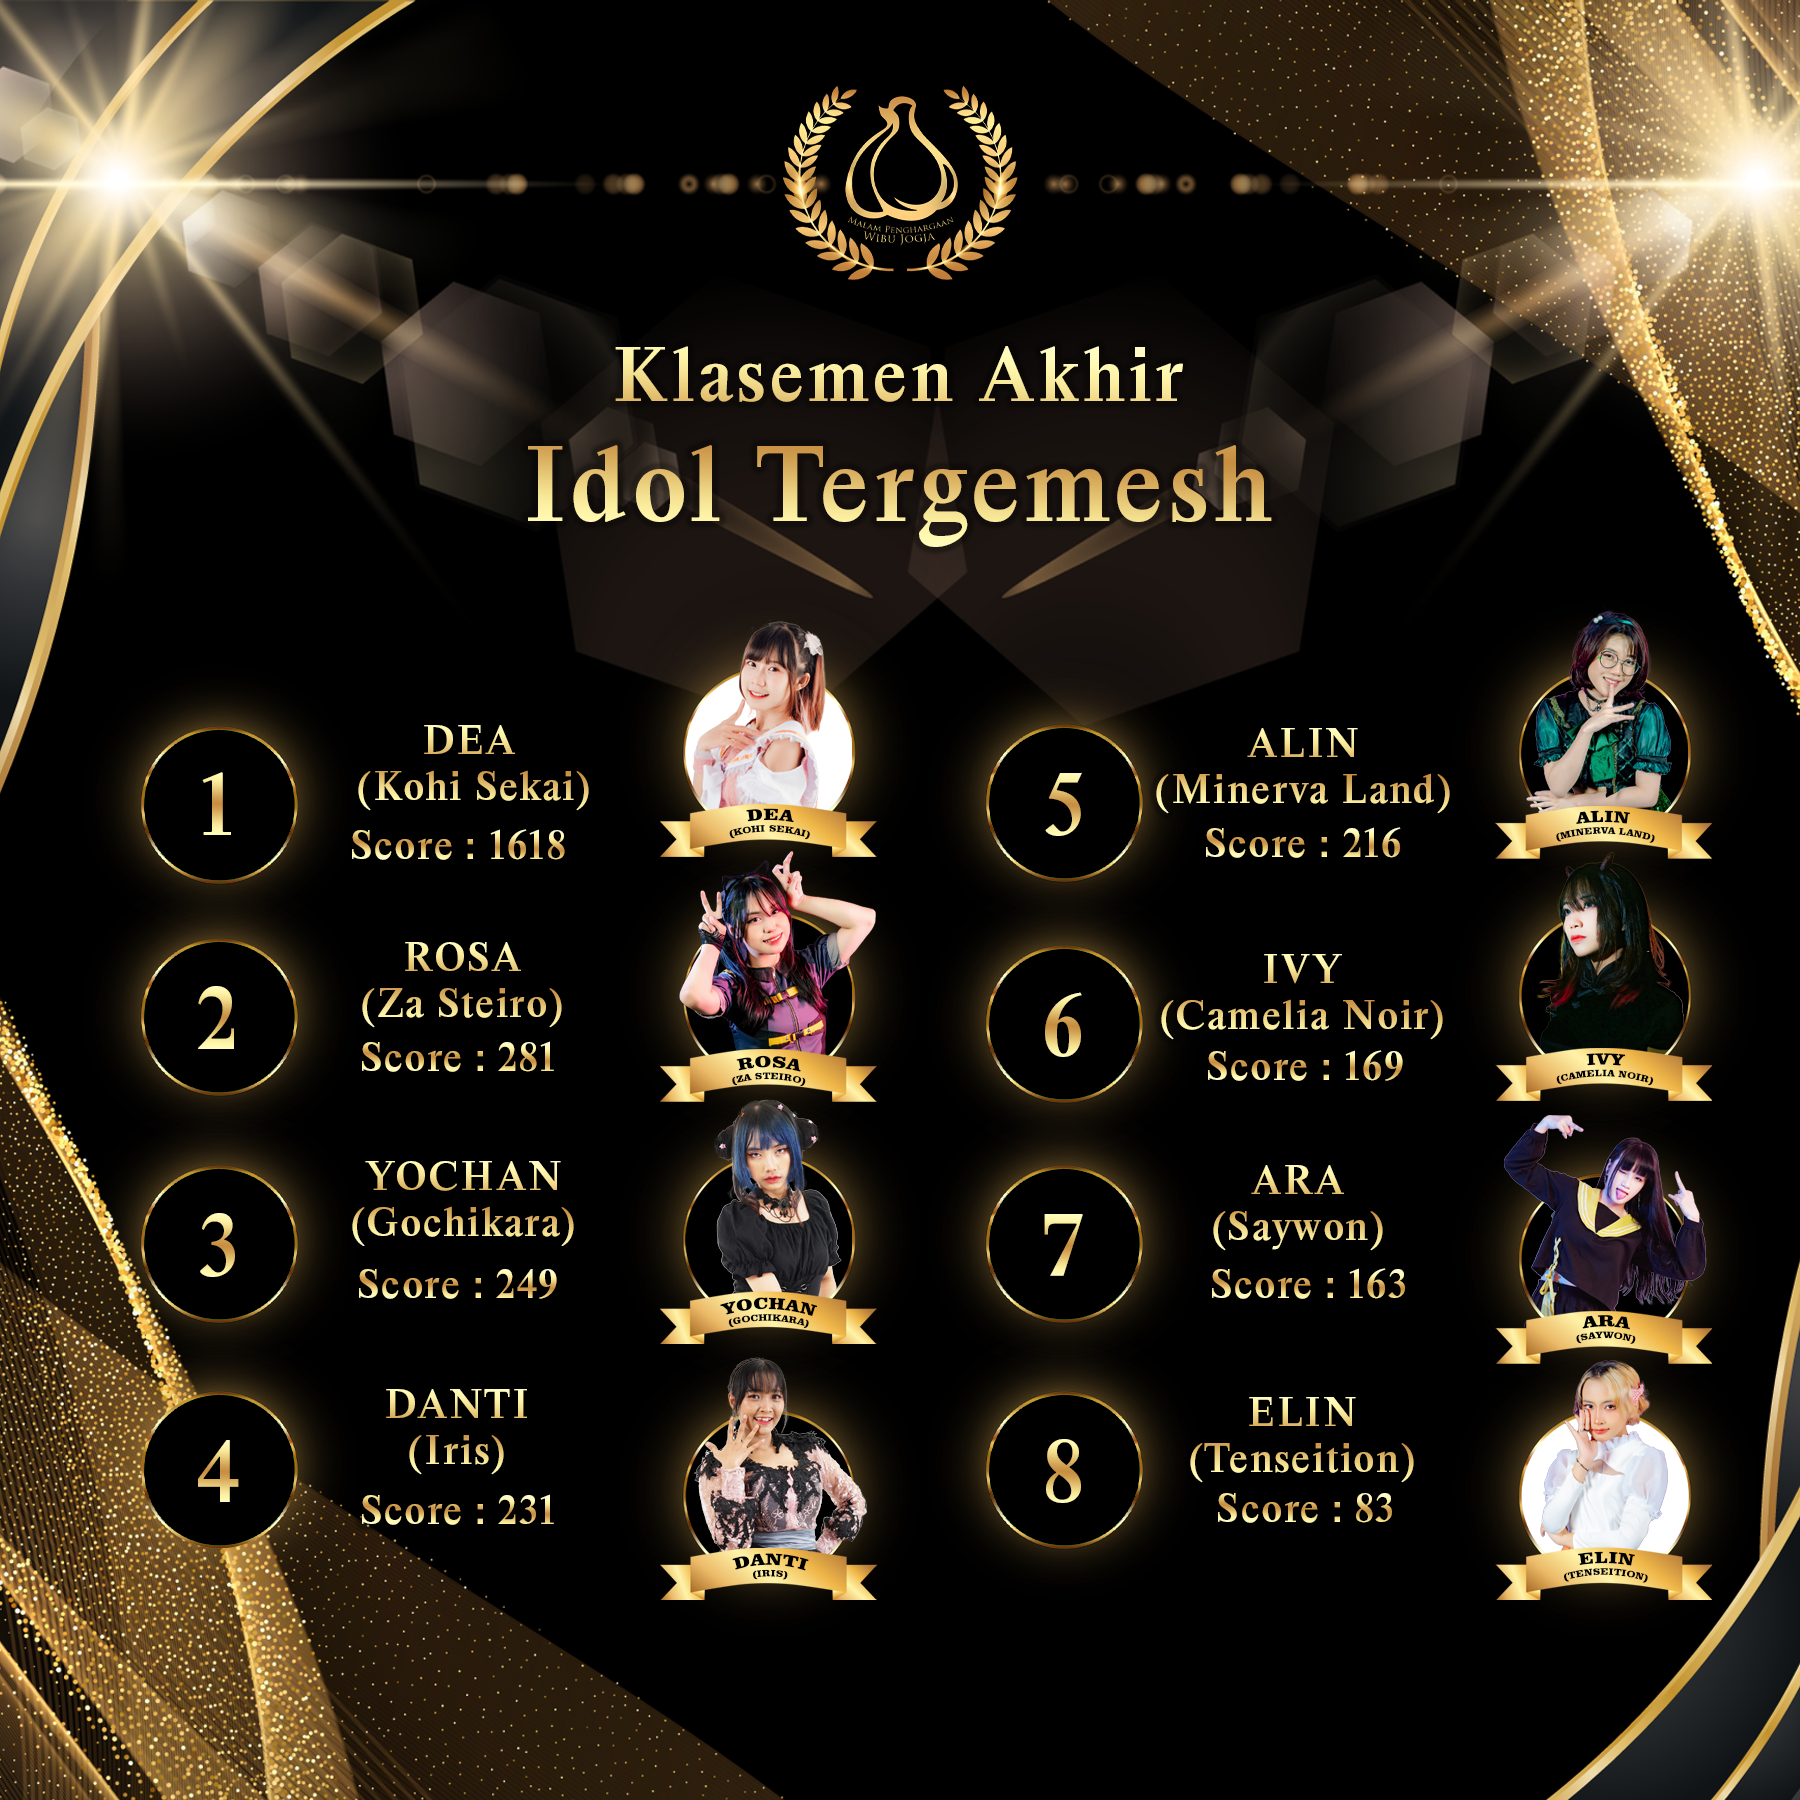 MALAM PENGHARGAAN
WIBU JOGJA
Klasemen Akhir
Idol Tergemesh
1
DEA
(Kohi Sekai)
Score : 1618
DEA
(KOHI SEKAI)
2
ROSA
(Za Steiro)
Score : 281
ROSA
(ZA STEIRO)
3
YOCHAN
(Gochikara)
Score : 249
YOCHAN
(GOCHIKARA)
4
DANTI
(Iris)
Score : 231
DANTI
(IRIS)
5
ALIN
(Minerva Land)
Score : 216
ALIN
(MINERVA LAND)
6
IVY
(Camelia Noir)
Score : 169
IVY
(CAMELIA NOIR)
7
ARA
(Saywon)
Score : 163
ARA
(SAYWON)
8
ELIN
(Tenseition)
Score : 83
ELIN
(TENSEITION)